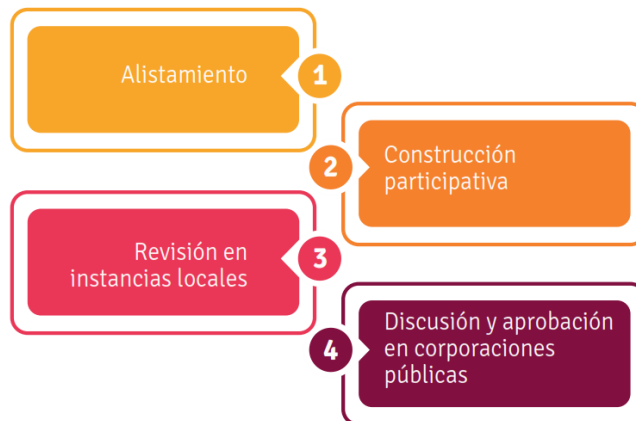 Alistamiento
1
2
Construcción
participativa
Revisión en
instancias locales
3
4
Discusión y aprobación
en corporaciones
públicas